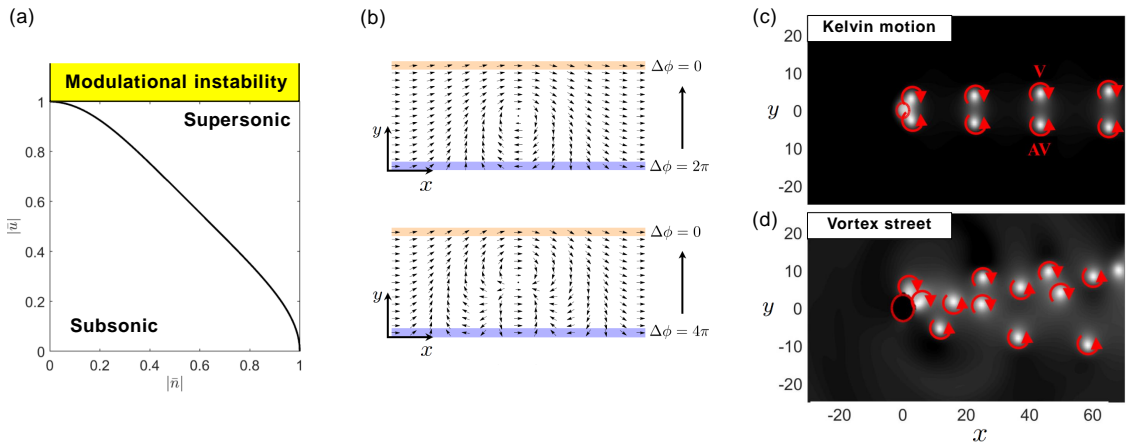 (a)
Modulational instability
Supersonic
Subsonic
1
0.8
0.6
0.4
0.2
0
0
0.2
0.4
0.6
0.8
1
|ū|
|n̄|
(b)
Δϕ = 0
Δϕ = 2π
y
x
Δϕ = 0
Δϕ = 4π
y
x
(c)
Kelvin motion
20
10
0
-10
-20
y
V
AV
(d)
Vortex street
20
10
0
-10
-20
y
-20
0
20
40
60
x